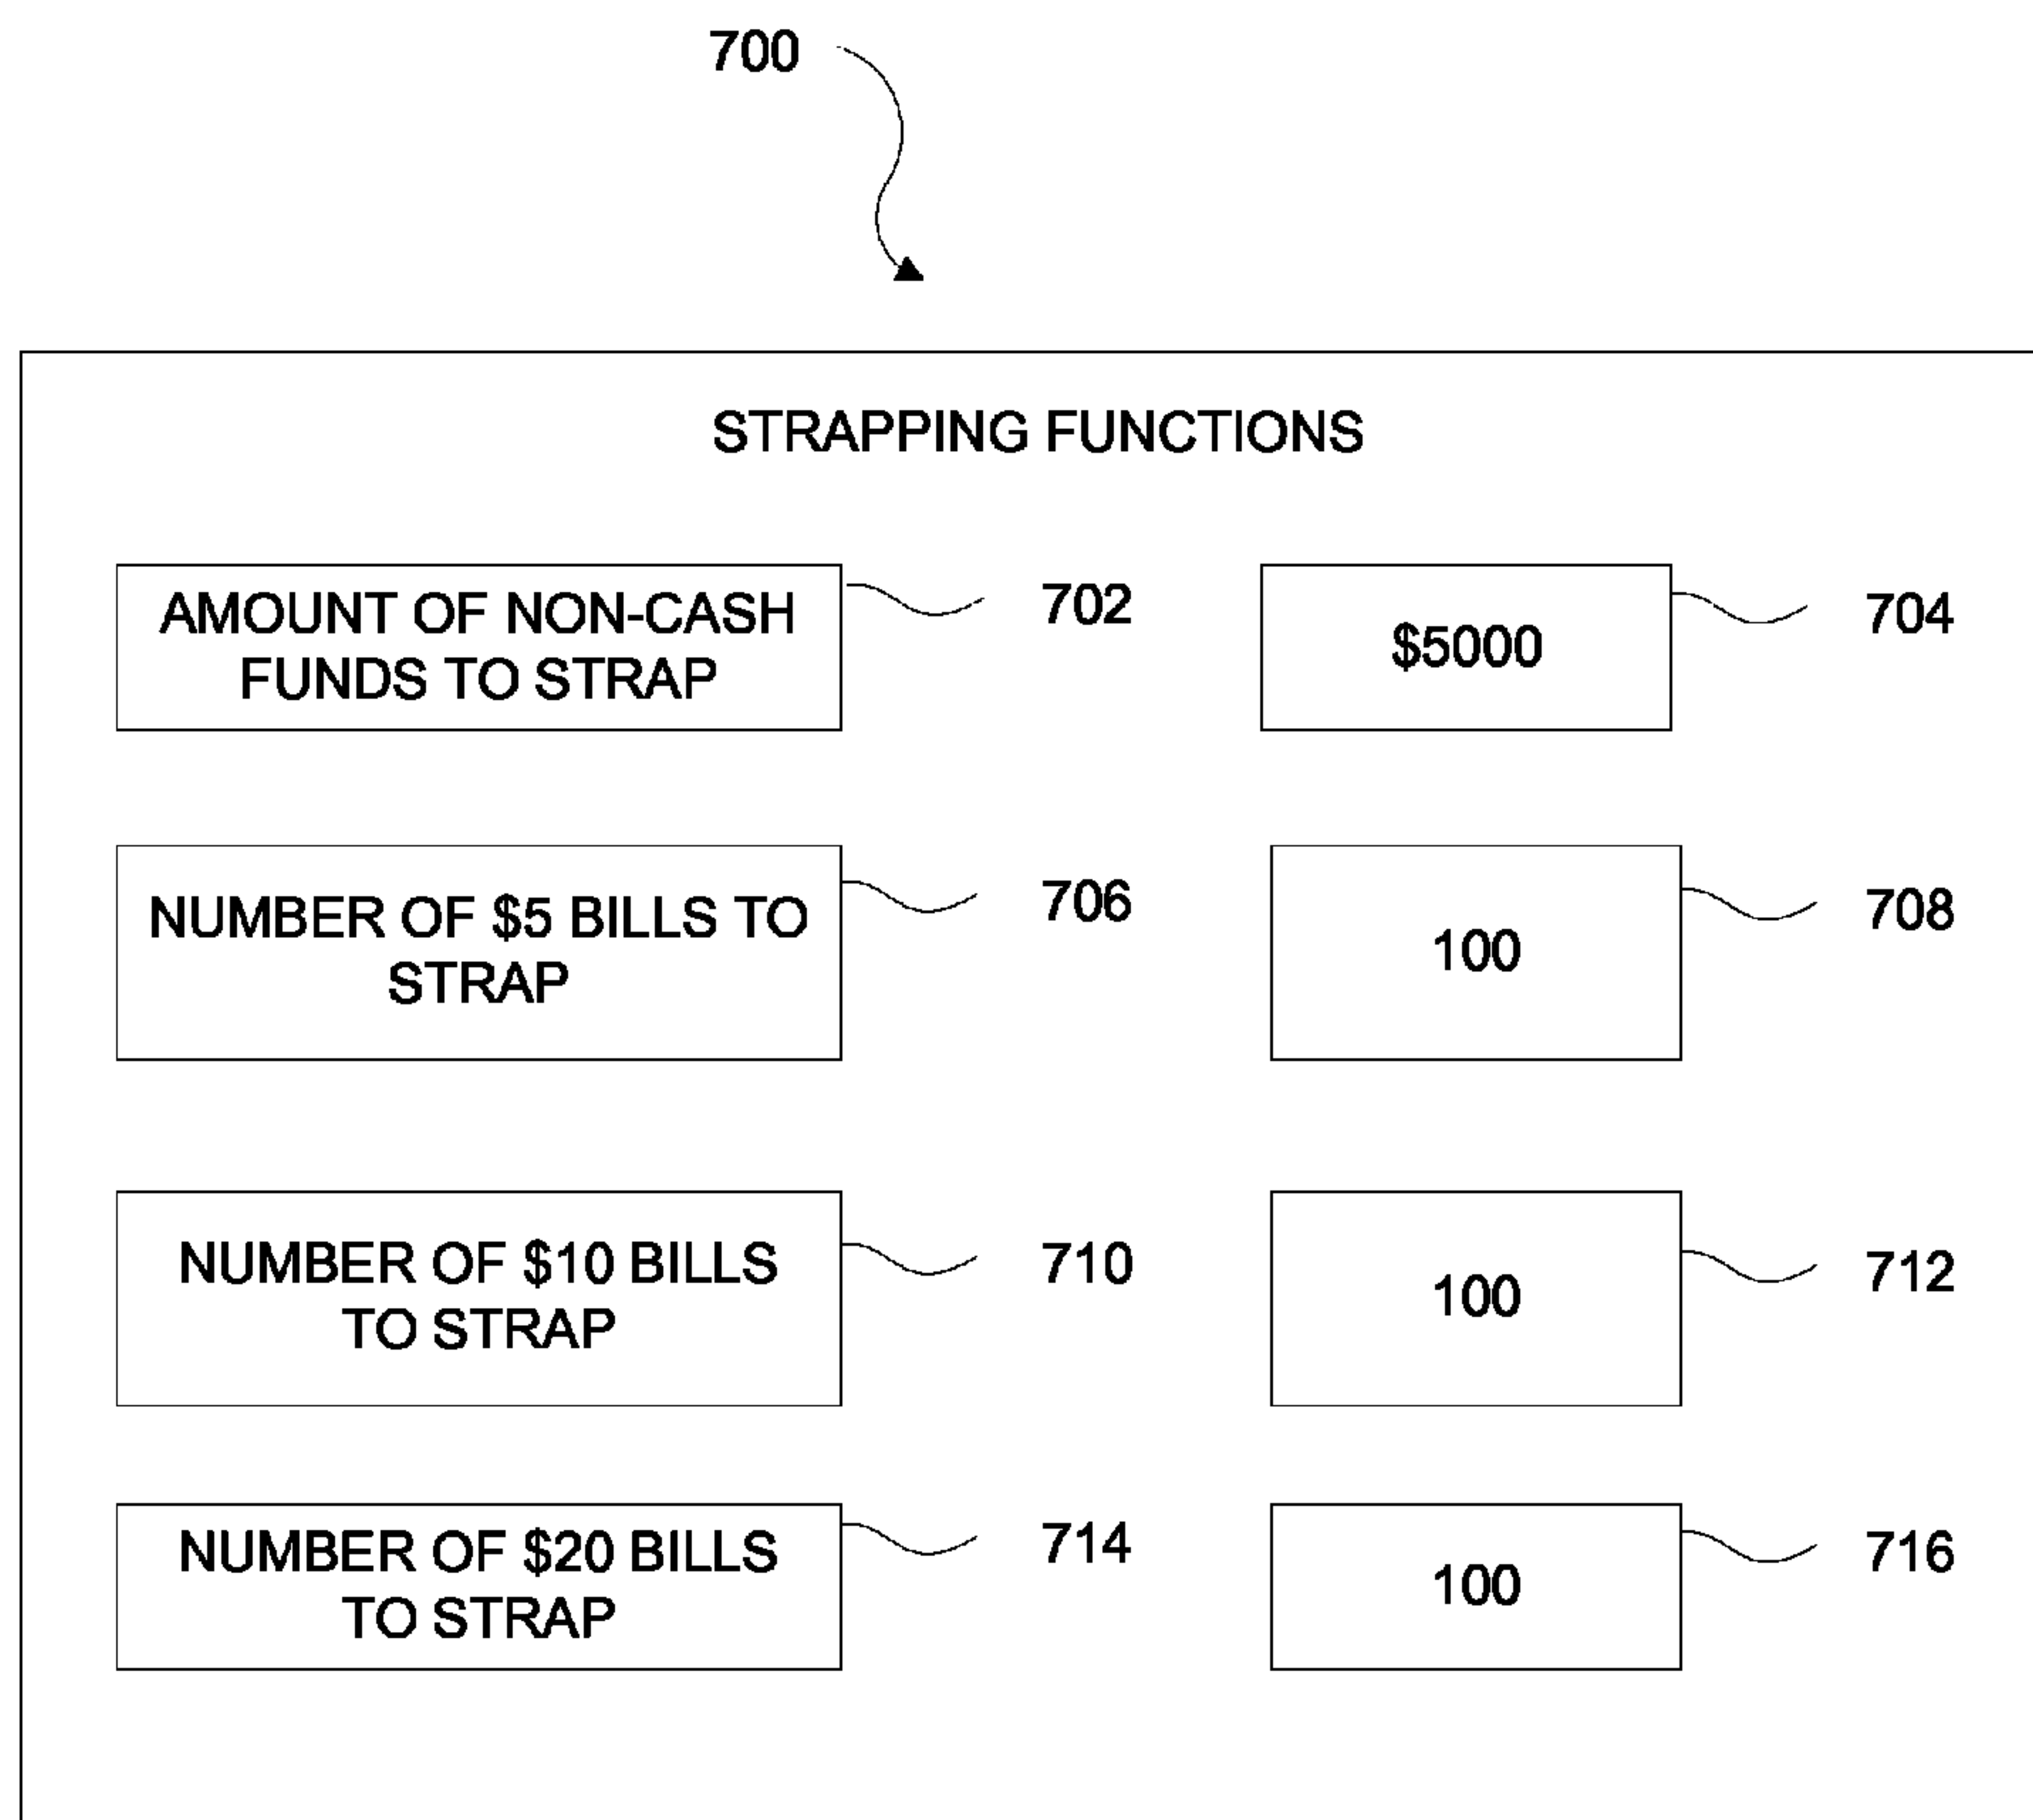 700
STRAPPING FUNCTIONS
AMOUNT OF NON-CASH
FUNDS TO STRAP
702
$5000
704
NUMBER OF $5 BILLS TO
STRAP
706
100
708
NUMBER OF $10 BILLS
TO STRAP
710
100
712
NUMBER OF $20 BILLS
TO STRAP
714
100
716